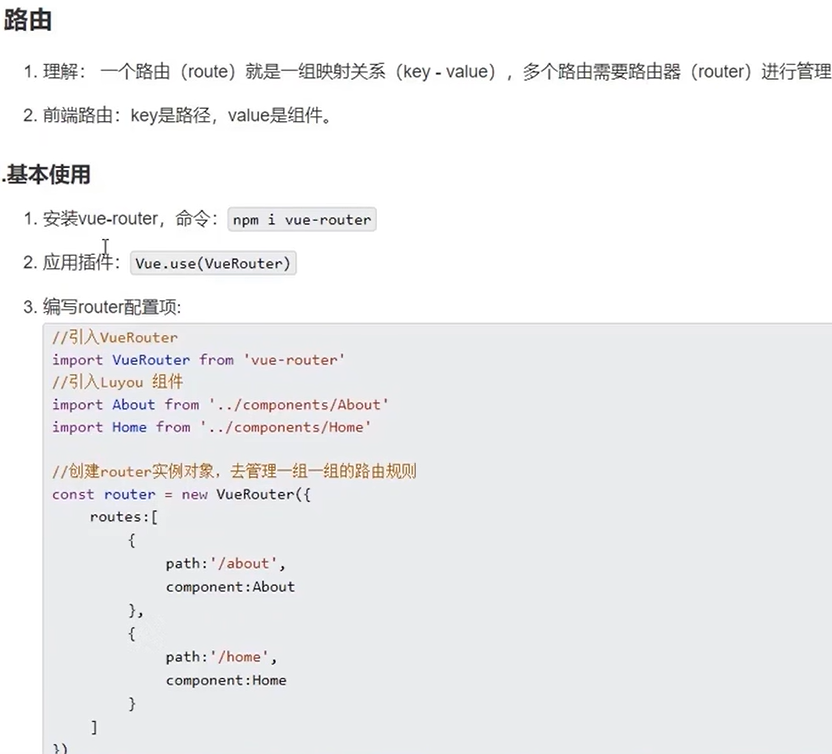 路由
1. 理解： 一个路由（route）就是一组映射关系（key - value），多个路由需要路由器（router）进行管理
2. 前端路由：key是路径，value是组件。
.基本使用
1. 安装vue-router，命令： npm i vue-router
2. 应用插件： Vue.use(VueRouter)
3. 编写router配置项:
//引入VueRouter
import VueRouter from 'vue-router'
//引入Luyou 组件
import About from '../components/About'
import Home from '../components/Home'
//创建router实例对象，去管理一组一组的路由规则
const router = new VueRouter({
routes:[
{
path:'/about',
component:About
},
{
path:'/home',
component:Home
}
]
})